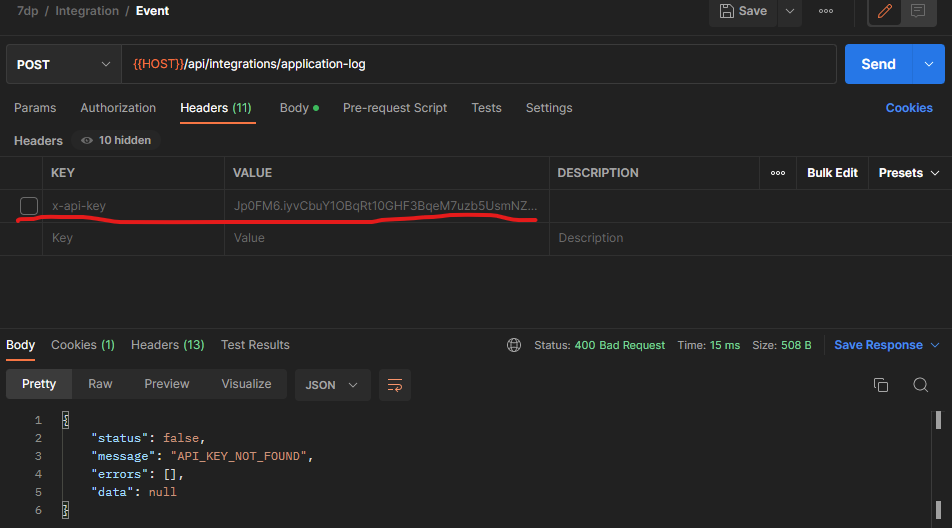 7dp / Integration / Event Save
POST {{HOST}}/api/integrations/application-log Send
Params Authorization Headers (11) Body Pre-request Script Tests Settings Cookies
Headers 10 hidden
KEY VALUE DESCRIPTION Bulk Edit Presets
x-api-key Jp0FM6.iyvCbuY1OBqRt10GHF3BqeM7uzb5UsmNZ...
Key Value Description
Body Cookies (1) Headers (13) Test Results Status: 400 Bad Request Time: 15 ms Size: 508 B Save Response
Pretty Raw Preview Visualize JSON
1 {
2 "status": false,
3 "message": "API_KEY_NOT_FOUND",
4 "errors": [],
5 "data": null
6 }